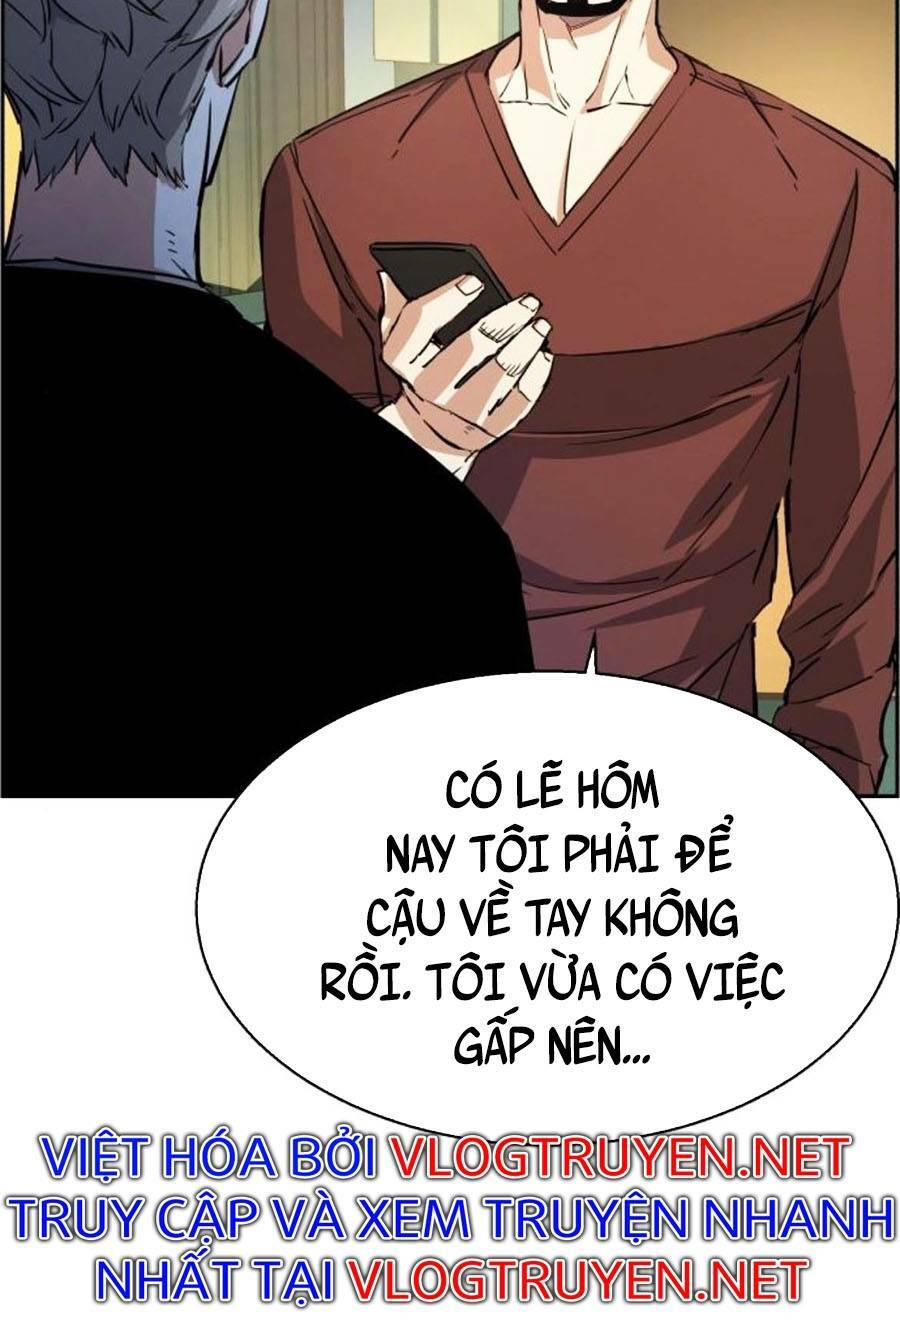 CÓ LẼ HÔM
NAY TÔI PHẢI ĐỂ
CẬU VỀ TAY KHÔNG
RỒI. TÔI VỪA CÓ VIỆC
GẤP NÊN...
VIỆT HÓA BỞI VLOGTRUYEN.NET
TRUY CẬP VÀ XEM TRUYỆN NHANH
NHẤT TẠI VLOGTRUYEN.NET